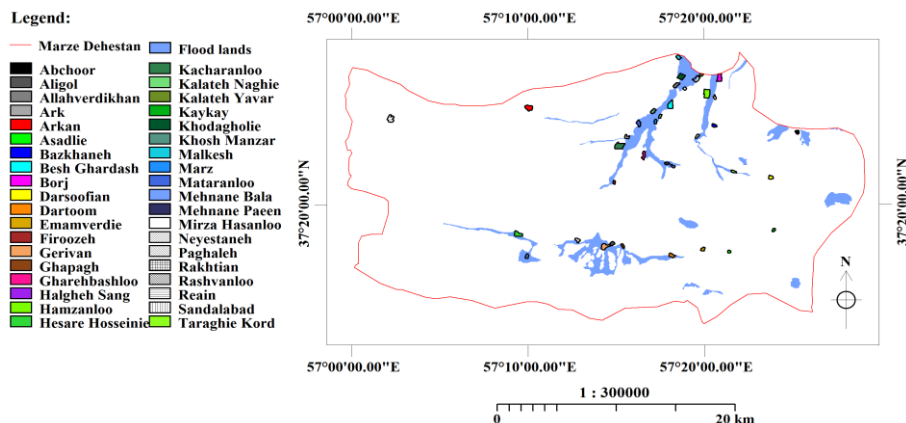 Legend:
Marze Dehestan
Abchoor
Aligol
Allahverdikhan
Ark
Arkan
Asadlie
Bazkhaneh
Besh Ghardash
Borj
Darsoofian
Dartoom
Emamverdie
Firoozeh
Gerivan
Ghapagh
Gharehbashloo
Halgheh Sang
Hamzanloo
Hesare Hosseinie
Flood lands
Kacharanloo
Kalateh Naghie
Kalateh Yavar
Kaykay
Khodagholie
Khosh Manzar
Malkesh
Marz
Mataranloo
Mehnane Bala
Mehnane Paeen
Mirza Hasanloo
Neyestaneh
Paghaleh
Rakhtian
Rashvanloo
Reain
Sandalabad
Taraghie Kord
57°00'00.00"E 57°10'00.00"E 57°20'00.00"E
37°20'00.00"N
37°20'00.00"N
N
57°00'00.00"E 57°10'00.00"E 57°20'00.00"E
1 : 300000
0 20 km